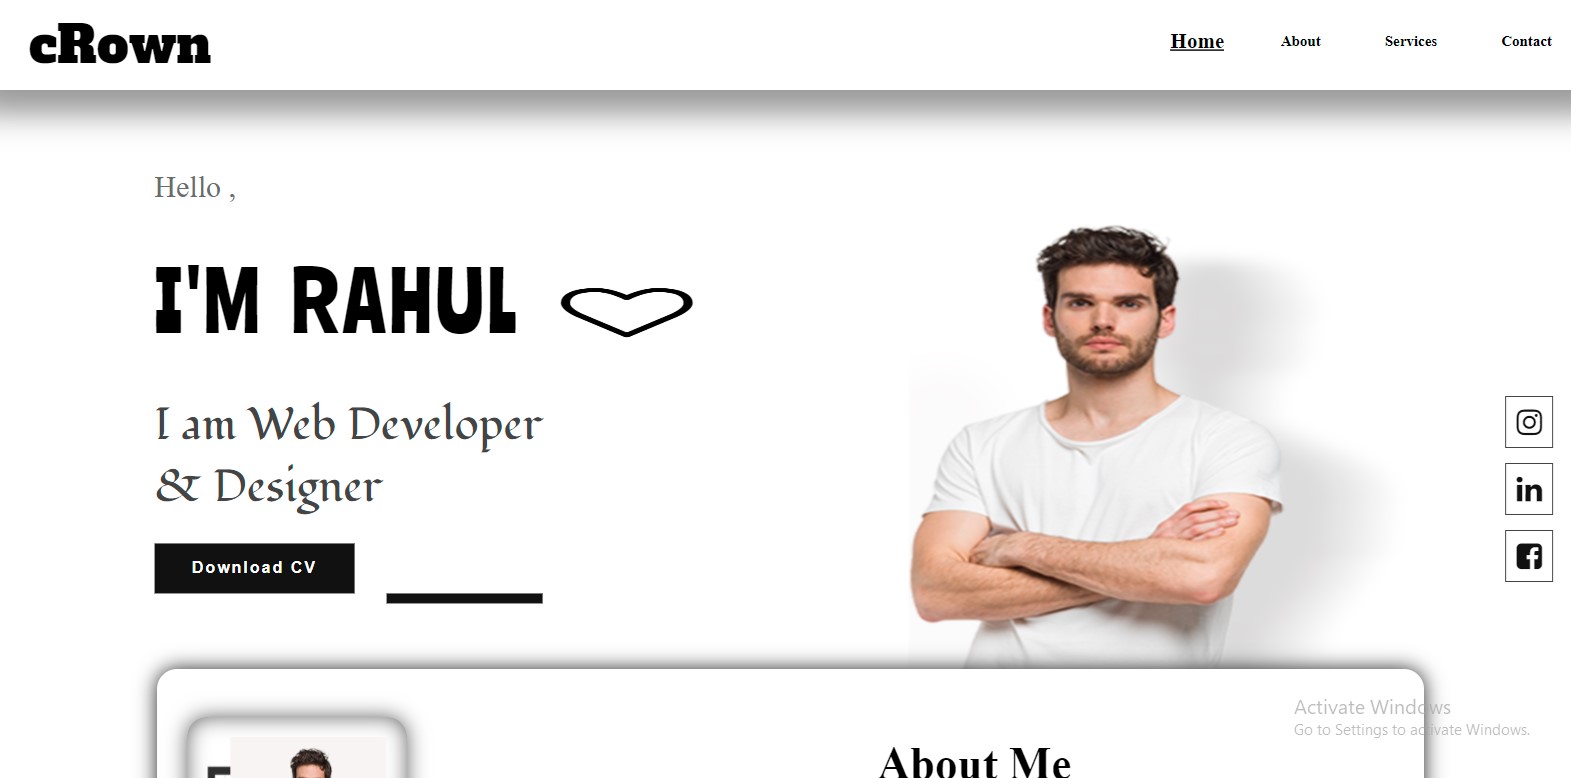 cRown
Home About Services Contact
Hello ,
I'M RAHUL
I am Web Developer
& Designer
Download CV
in
About Me
Activate Windows
Go to Settings to activate Windows.